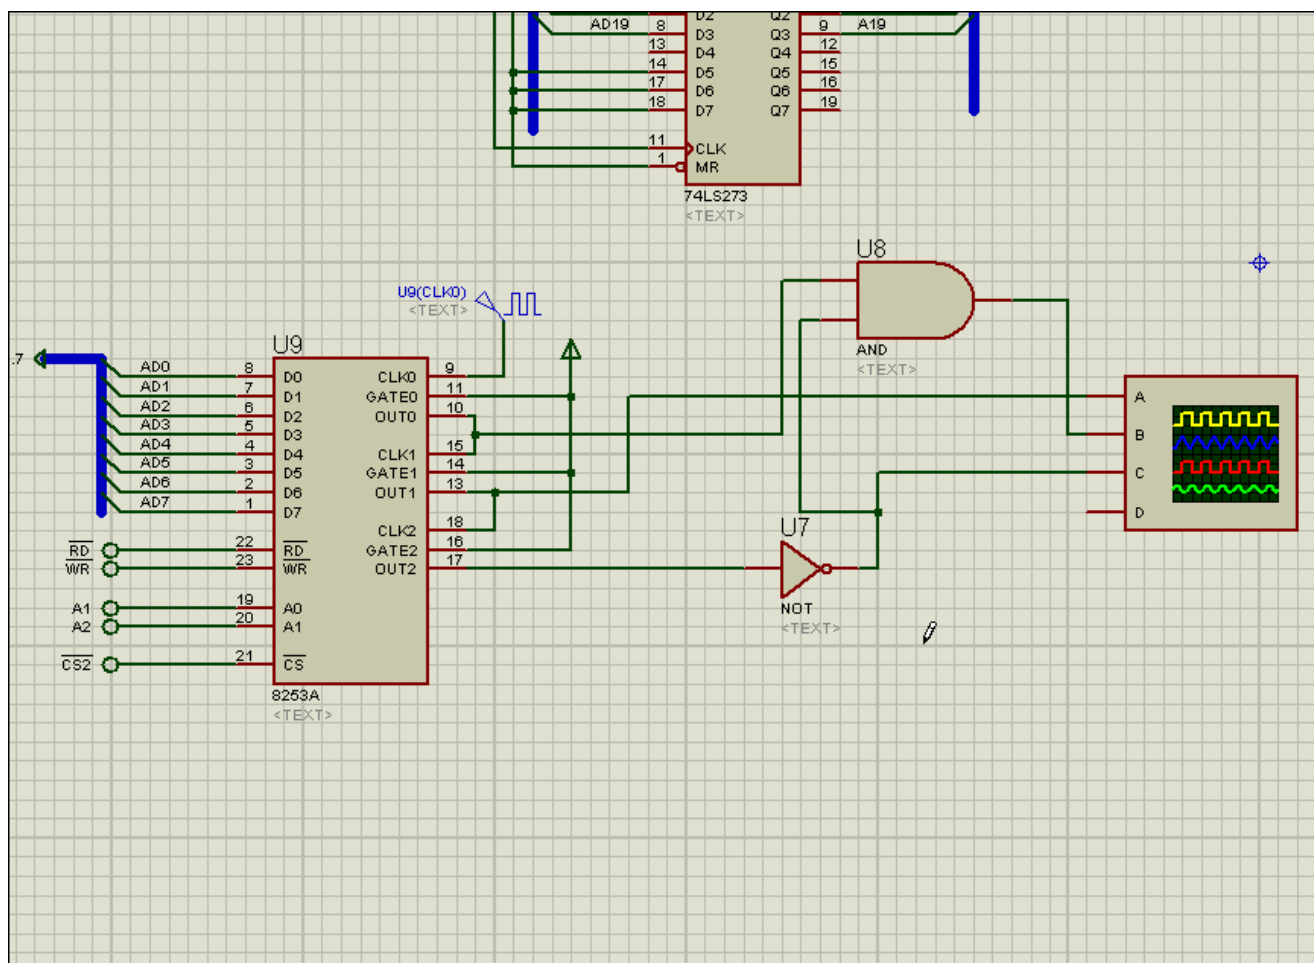 D2 Q2
AD19 8 D3 Q3 9 A19
13 D4 Q4 12
14 D5 Q5 15
17 D6 Q6 16
18 D7 Q7 19
11 CLK
1 MR
74LS273
<TEXT>
U8
AND
<TEXT>
U9(CLK0)
<TEXT>
U9
.7
AD0 8 D0 CLK0 9
AD1 7 D1 GATE0 11
AD2 6 D2 OUT0 10
AD3 5 D3
AD4 4 D4 CLK1 15
AD5 3 D5 GATE1 14
AD6 2 D6 OUT1 13
AD7 1 D7
CLK2 18
RD 22 RD GATE2 16
WR 23 WR OUT2 17
A1 19 A0
A2 20 A1
CS2 21 CS
8253A
<TEXT>
U7
NOT
<TEXT>
A
B
C
D